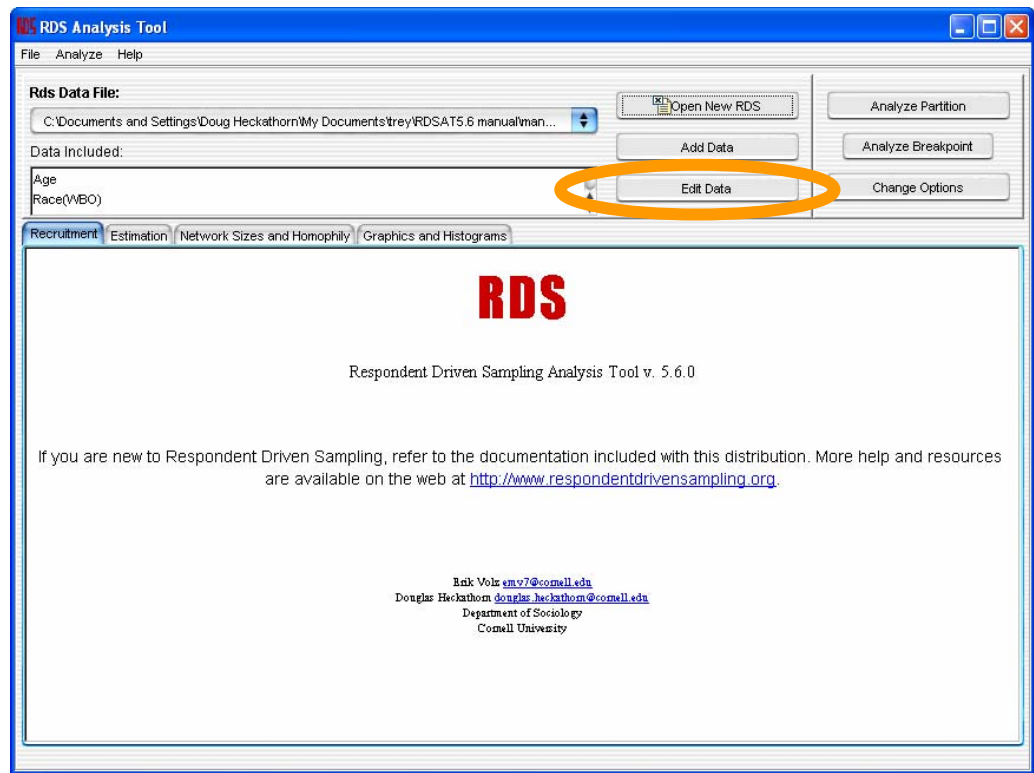 RDS RDS Analysis Tool
File Analyze Help
Rds Data File:
C:\Documents and Settings\Doug Heckathorn\My Documents\trey\RDSAT5.6 manual\man...
Open New RDS
Analyze Partition
Data Included:
Add Data
Analyze Breakpoint
Age
Race(WBO)
Edit Data
Change Options
Recruitment Estimation Network Sizes and Homophily Graphics and Histograms
RDS
Respondent Driven Sampling Analysis Tool v. 5.6.0
If you are new to Respondent Driven Sampling, refer to the documentation included with this distribution. More help and resources
are available on the web at http://www.respondentdrivensampling.org.
Erik Volz emv7@cornell.edu
Douglas Heckathorn douglas.heckathorn@cornell.edu
Department of Sociology
Cornell University